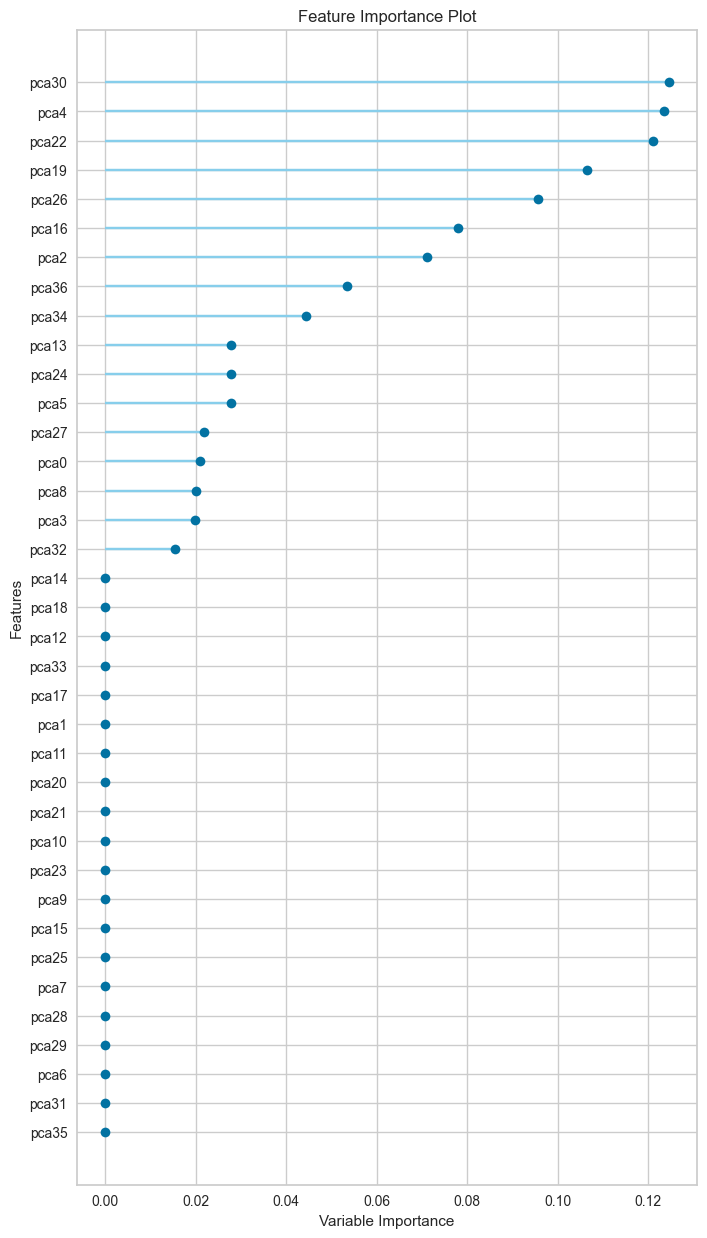 Feature Importance Plot
pca30
pca4
pca22
pca19
pca26
pca16
pca2
pca36
pca34
pca13
pca24
pca5
pca27
pca0
pca8
pca3
pca32
pca14
pca18
pca12
pca33
pca17
pca1
pca11
pca20
pca21
pca10
pca23
pca9
pca15
pca25
pca7
pca28
pca29
pca6
pca31
pca35
Features
0.00 0.02 0.04 0.06 0.08 0.10 0.12
Variable Importance